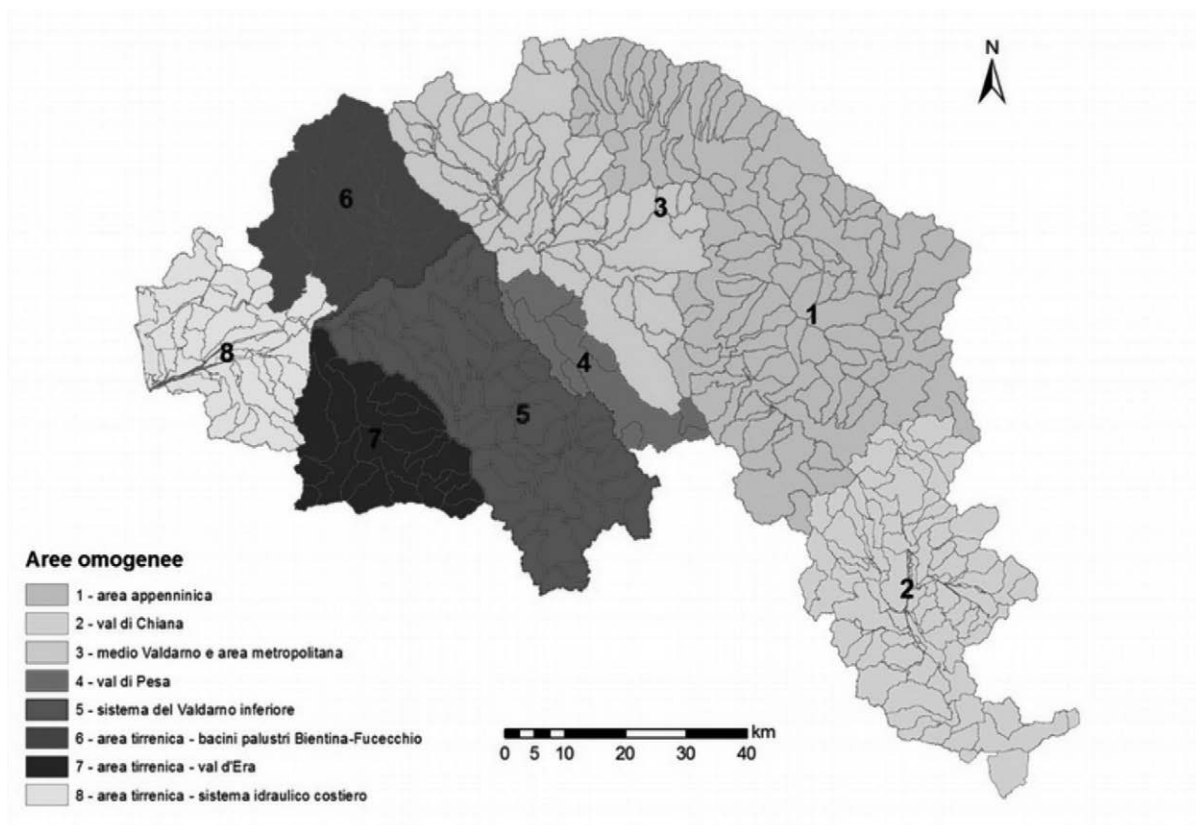 N
6
3
1
8
4
5
7
2
Aree omogenee
1 - area appenninica
2 - val di Chiana
3 - medio Valdarno e area metropolitana
4 - val di Pesa
5 - sistema del Valdarno inferiore
6 - area tirrenica - bacini palustri Bientina-Fucecchio
7 - area tirrenica - val d'Era
8 - area tirrenica - sistema idraulico costiero
km
0 5 10 20 30 40